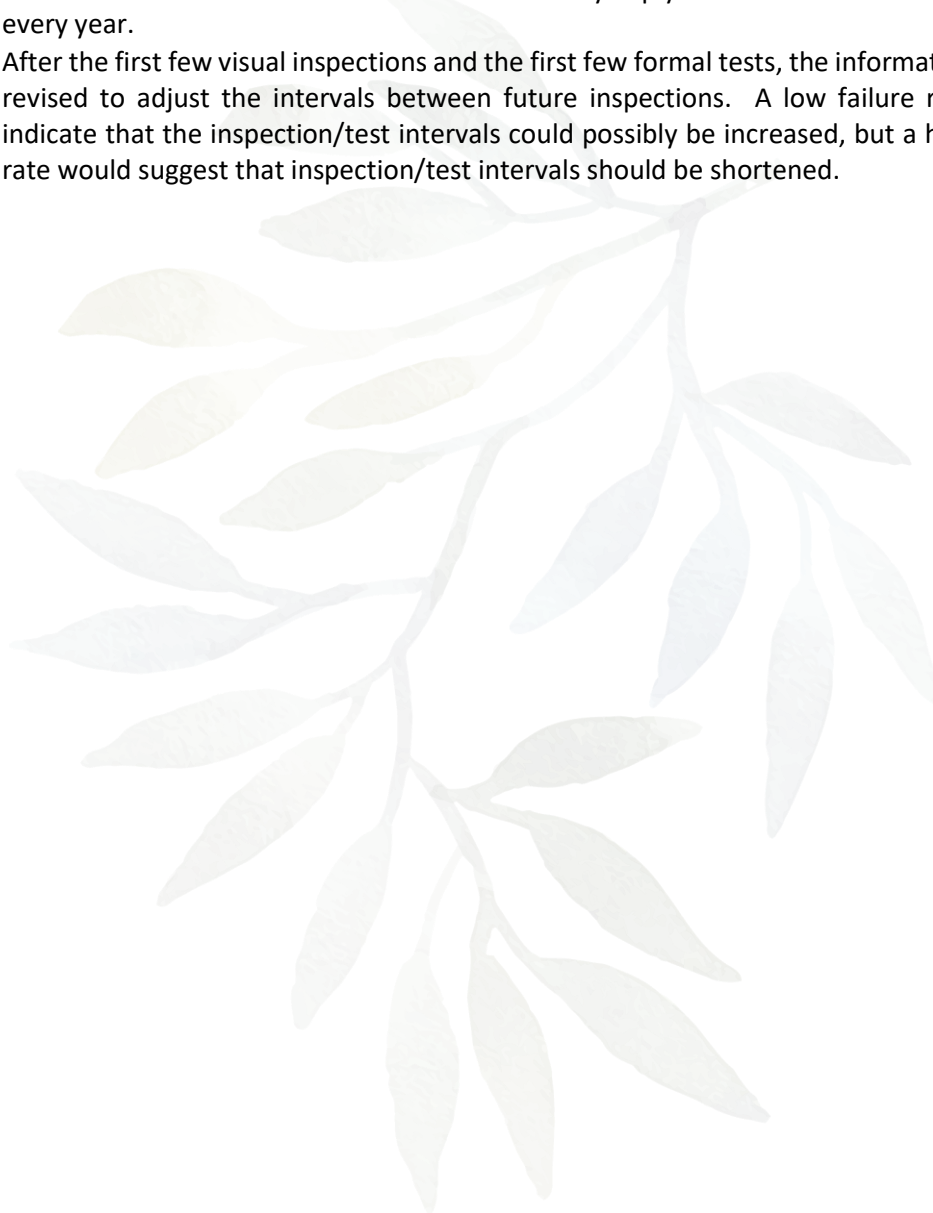 every year.
After the first few visual inspections and the first few formal tests, the
revised to adjust the intervals between future inspections. A low failure
indicate that the inspection/test intervals could possibly be increased, but a
rate would suggest that inspection/test intervals should be shortened.